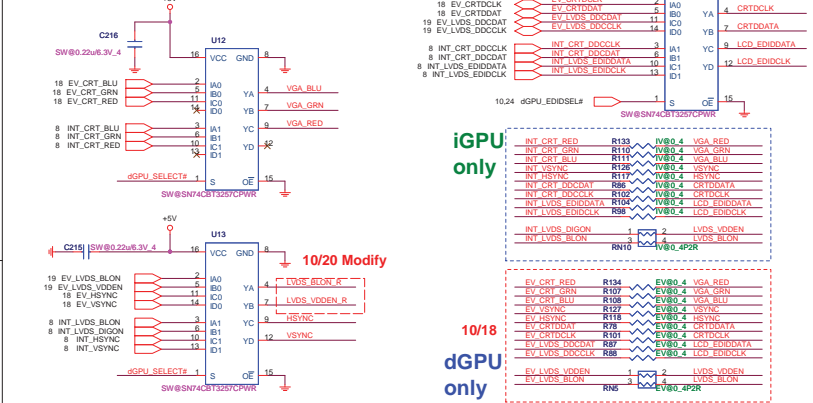 +5V
C216
SW@0.22u/6.3V_4
U12
16 VCC GND 8
18 EV_CRT_BLU 2 IA0 YA 4 VGA_BLU
18 EV_CRT_GRN 5 IB0
18 EV_CRT_RED 11 IC0 YB 7 VGA_GRN
14 ID0
8 INT_CRT_BLU 3 IA1 YC 9 VGA_RED
8 INT_CRT_GRN 6 IB1
8 INT_CRT_RED 10 IC1 YD 12
13 ID1
dGPU_SELECT# 1 S OE 15
SW@SN74CBT3257CPWR
+5V
C215 SW@0.22u/6.3V_4
U13
16 VCC GND 8
10/20 Modify
19 EV_LVDS_BLON 2 IA0 YA 4 LVDS_BLON_R
19 EV_LVDS_VDDEN 5 IB0
18 EV_HSYNC 11 IC0 YB 7 LVDS_VDDEN_R
18 EV_VSYNC 14 ID0
8 INT_LVDS_BLON 3 IA1 YC 9 HSYNC
8 INT_LVDS_DIGON 6 IB1
8 INT_HSYNC 10 IC1 YD 12 VSYNC
8 INT_VSYNC 13 ID1
dGPU_SELECT# 1 S OE 15
SW@SN74CBT3257CPWR
18 EV_CRTDCLK EV_CRTDCLK 2 IA0 YA 4 CRTDCLK
18 EV_CRTDDAT EV_CRTDDAT 5 IB0
19 EV_LVDS_DDCDAT EV_LVDS_DDCDAT 11 IC0 YB 7 CRTDDATA
19 EV_LVDS_DDCCLK EV_LVDS_DDCCLK 14 ID0
8 INT_CRT_DDCCLK INT_CRT_DDCCLK 3 IA1 YC 9 LCD_EDIDDATA
8 INT_CRT_DDCDAT INT_CRT_DDCDAT 6 IB1
8 INT_LVDS_EDIDDATA INT_LVDS_EDIDDATA 10 IC1 YD 12 LCD_EDIDCLK
8 INT_LVDS_EDIDCLK INT_LVDS_EDIDCLK 13 ID1
10,24 dGPU_EDIDSEL# 1 S OE 15
SW@SN74CBT3257CPWR
iGPU
only
INT_CRT_RED R133 IV@0_4 VGA_RED
INT_CRT_GRN R110 IV@0_4 VGA_GRN
INT_CRT_BLU R111 IV@0_4 VGA_BLU
INT_VSYNC R126 IV@0_4 VSYNC
INT_HSYNC R117 IV@0_4 HSYNC
INT_CRT_DDCDAT R86 IV@0_4 CRTDDATA
INT_CRT_DDCCLK R102 IV@0_4 CRTDCLK
INT_LVDS_EDIDDATA R104 IV@0_4 LCD_EDIDDATA
INT_LVDS_EDIDCLK R98 IV@0_4 LCD_EDIDCLK
INT_LVDS_DIGON 1 2 LVDS_VDDEN
INT_LVDS_BLON 3 4 LVDS_BLON
RN10 IV@0_4P2R
10/18
dGPU
only
EV_CRT_RED R134 EV@0_4 VGA_RED
EV_CRT_GRN R107 EV@0_4 VGA_GRN
EV_CRT_BLU R108 EV@0_4 VGA_BLU
EV_VSYNC R127 EV@0_4 VSYNC
EV_HSYNC R118 EV@0_4 HSYNC
EV_CRTDDAT R78 EV@0_4 CRTDDATA
EV_CRTDCLK R101 EV@0_4 CRTDCLK
EV_LVDS_DDCDAT R87 EV@0_4 LCD_EDIDDATA
EV_LVDS_DDCCLK R88 EV@0_4 LCD_EDIDCLK
EV_LVDS_VDDEN 1 2 LVDS_VDDEN
EV_LVDS_BLON 3 4 LVDS_BLON
RN5 EV@0_4P2R